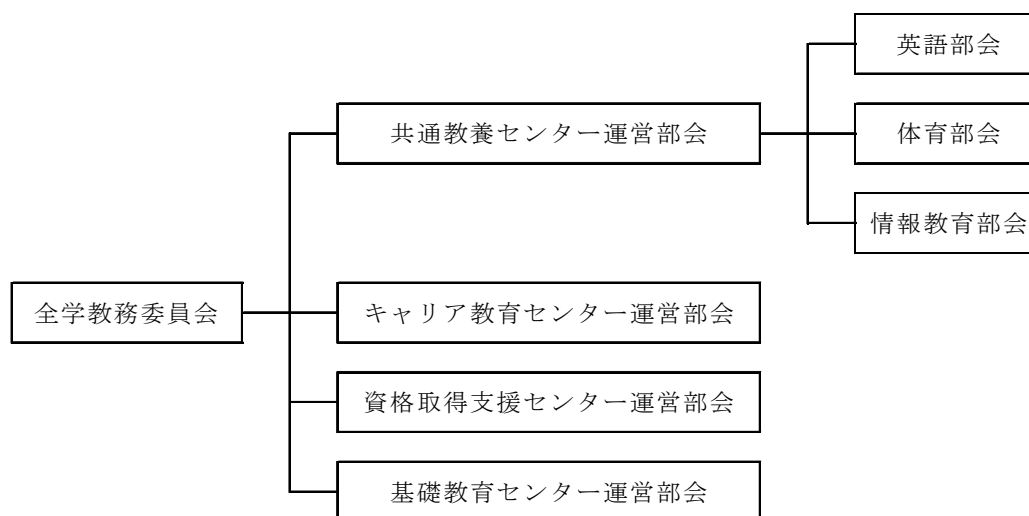 英語部会
共通教養センター運営部会
体育部会
情報教育部会
全学教務委員会
キャリア教育センター運営部会
資格取得支援センター運営部会
基礎教育センター運営部会